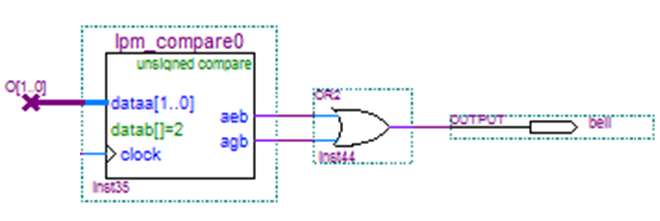 lpm_compare0
unsigned compare
O[1..0]
dataa[1..0]
datab[]=2
clock
aeb
agb
inst35
OR2
inst44
OUTPUT
bell